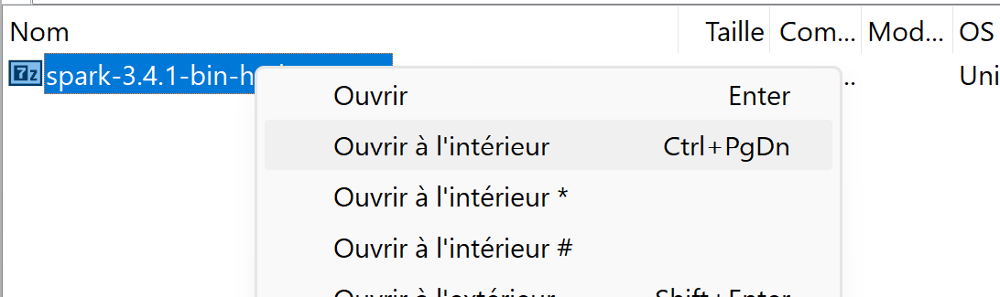 Nom Taille Com... Mod... OS
spark-3.4.1-bin-h .. Uni
Ouvrir Enter
Ouvrir à l'intérieur Ctrl+PgDn
Ouvrir à l'intérieur *
Ouvrir à l'intérieur #
Ouvrir à l'extérieur Shift+Enter